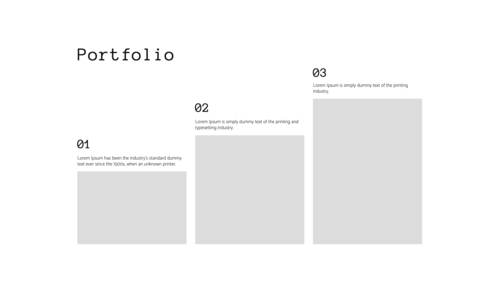 Portfolio
01
Lorem Ipsum has been the industry's standard dummy
text ever since the 1500s, when an unknown printer.
02
Lorem Ipsum is simply dummy text of the printing and
typesetting industry.
03
Lorem Ipsum is simply dummy text of the printing
industry.